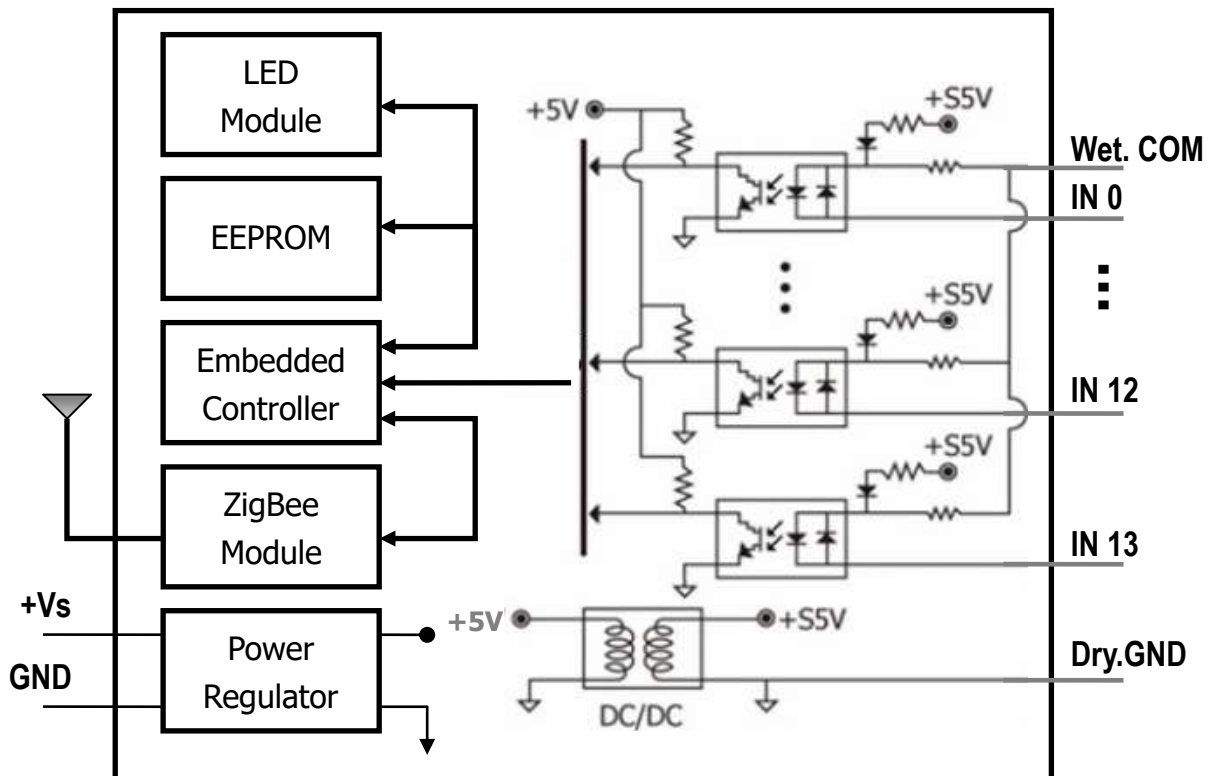 LED
Module
EEPROM
Embedded
Controller
ZigBee
Module
Power
Regulator
+Vs
GND
+5V
+S5V
Wet. COM
IN 0
+S5V
IN 12
+S5V
IN 13
+5V
+S5V
DC/DC
Dry.GND